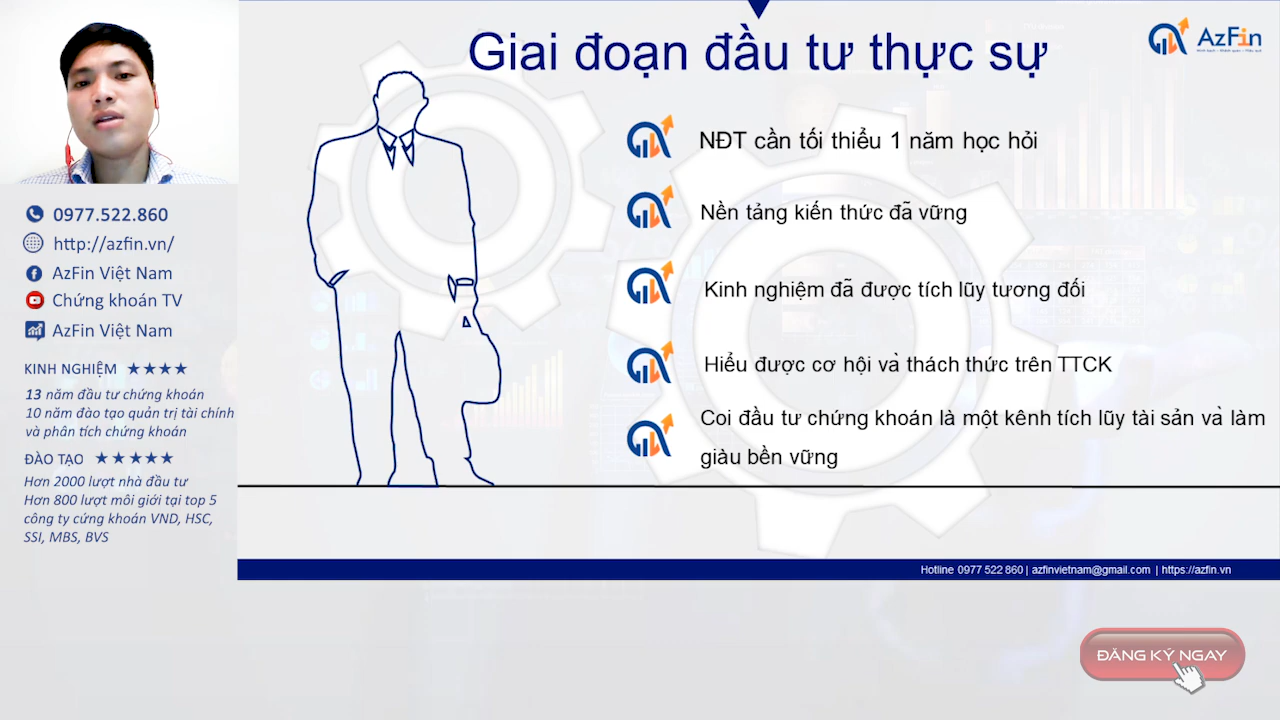 Giai đoạn đầu tư thực sự
AzFin
NĐT cần tối thiểu 1 năm học hỏi
Nền tảng kiến thức đã vững
Kinh nghiệm đã được tích lũy tương đối
Hiểu được cơ hội và thách thức trên TTCK
Coi đầu tư chứng khoán là một kênh tích lũy tài sản và làm
giàu bền vững
0977.522.860
http://azfin.vn/
AzFin Việt Nam
Chứng khoán TV
AzFin Việt Nam
KINH NGHIỆM ★★★★
13 năm đầu tư chứng khoán
10 năm đào tạo quản trị tài chính
và phân tích chứng khoán
ĐÀO TẠO ★★★★★
Hơn 2000 lượt nhà đầu tư
Hơn 800 lượt môi giới tại top 5
công ty cứng khoán VND, HSC,
SSI, MBS, BVS
Hotline 0977 522 860 | azfinvietnam@gmail.com | https://azfin.vn
ĐĂNG KÝ NGAY